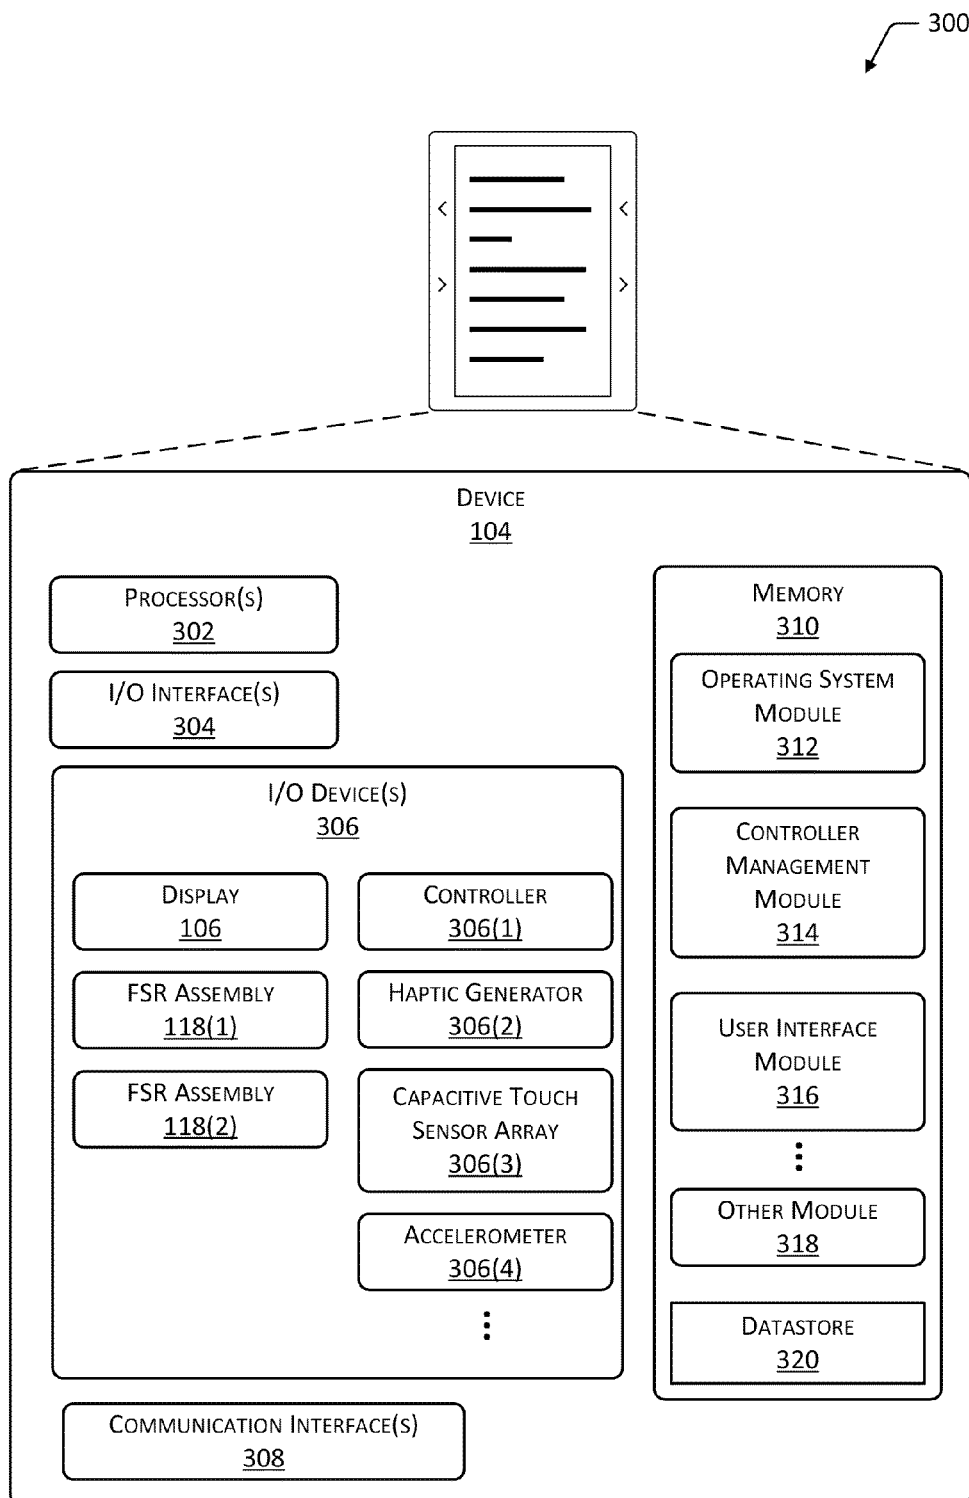 300
< <
> >
DEVICE
104
PROCESSOR(S)
302
I/O INTERFACE(S)
304
I/O DEVICE(S)
306
DISPLAY
106
FSR ASSEMBLY
118(1)
FSR ASSEMBLY
118(2)
CONTROLLER
306(1)
HAPTIC GENERATOR
306(2)
CAPACITIVE TOUCH
SENSOR ARRAY
306(3)
ACCELEROMETER
306(4)
COMMUNICATION INTERFACE(S)
308
MEMORY
310
OPERATING SYSTEM
MODULE
312
CONTROLLER
MANAGEMENT
MODULE
314
USER INTERFACE
MODULE
316
OTHER MODULE
318
DATASTORE
320